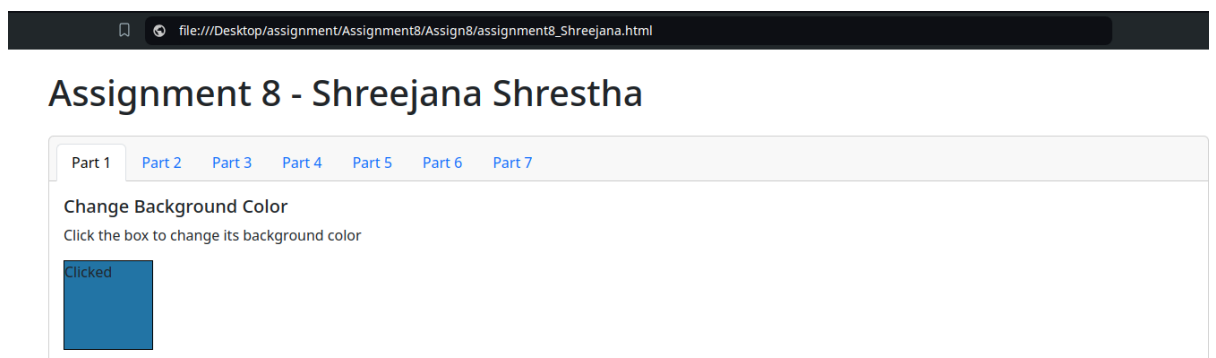 file:///Desktop/assignment/Assignment8/Assign8/assignment8_Shreejana.html
Assignment 8 - Shreejana Shrestha
Part 1 Part 2 Part 3 Part 4 Part 5 Part 6 Part 7
Change Background Color
Click the box to change its background color
Clicked